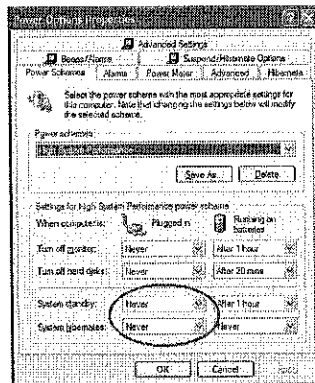 Power Options Properties
Advanced Settings
Suspend/Hibernate Options
Power Schemes Alarms Power Meter Advanced Hibernate
Select the power scheme with the most appropriate settings for
this computer. Note that changing the settings below will modify
the selected scheme.
Power schemes
High System Performance
Save As... Delete
Settings for High System Performance power scheme
When computer is: Plugged in Running on
batteries
Turn off monitor: Never After 1 hour
Turn off hard disks: Never After 20 mins
System standby: Never After 1 hour
System hibernates: Never Never
OK Cancel Apply